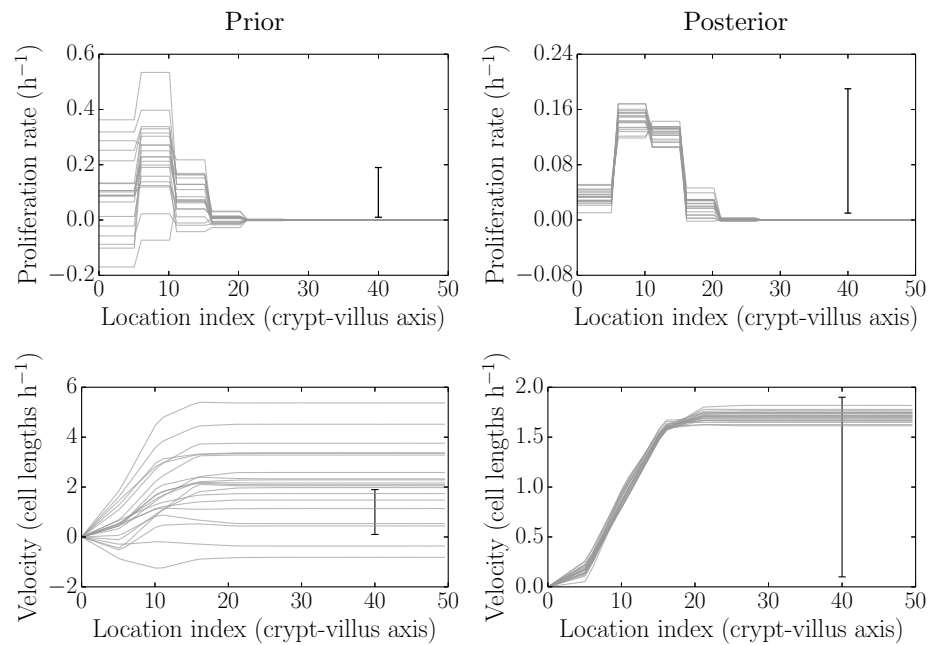 Prior
Posterior
Proliferation rate (h⁻¹)
0.6
0.4
0.2
0.0
−0.2
0 10 20 30 40 50
Location index (crypt-villus axis)
Proliferation rate (h⁻¹)
0.24
0.16
0.08
0.00
−0.08
0 10 20 30 40 50
Location index (crypt-villus axis)
Velocity (cell lengths h⁻¹)
6
4
2
0
−2
0 10 20 30 40 50
Location index (crypt-villus axis)
Velocity (cell lengths h⁻¹)
2.0
1.5
1.0
0.5
0.0
0 10 20 30 40 50
Location index (crypt-villus axis)